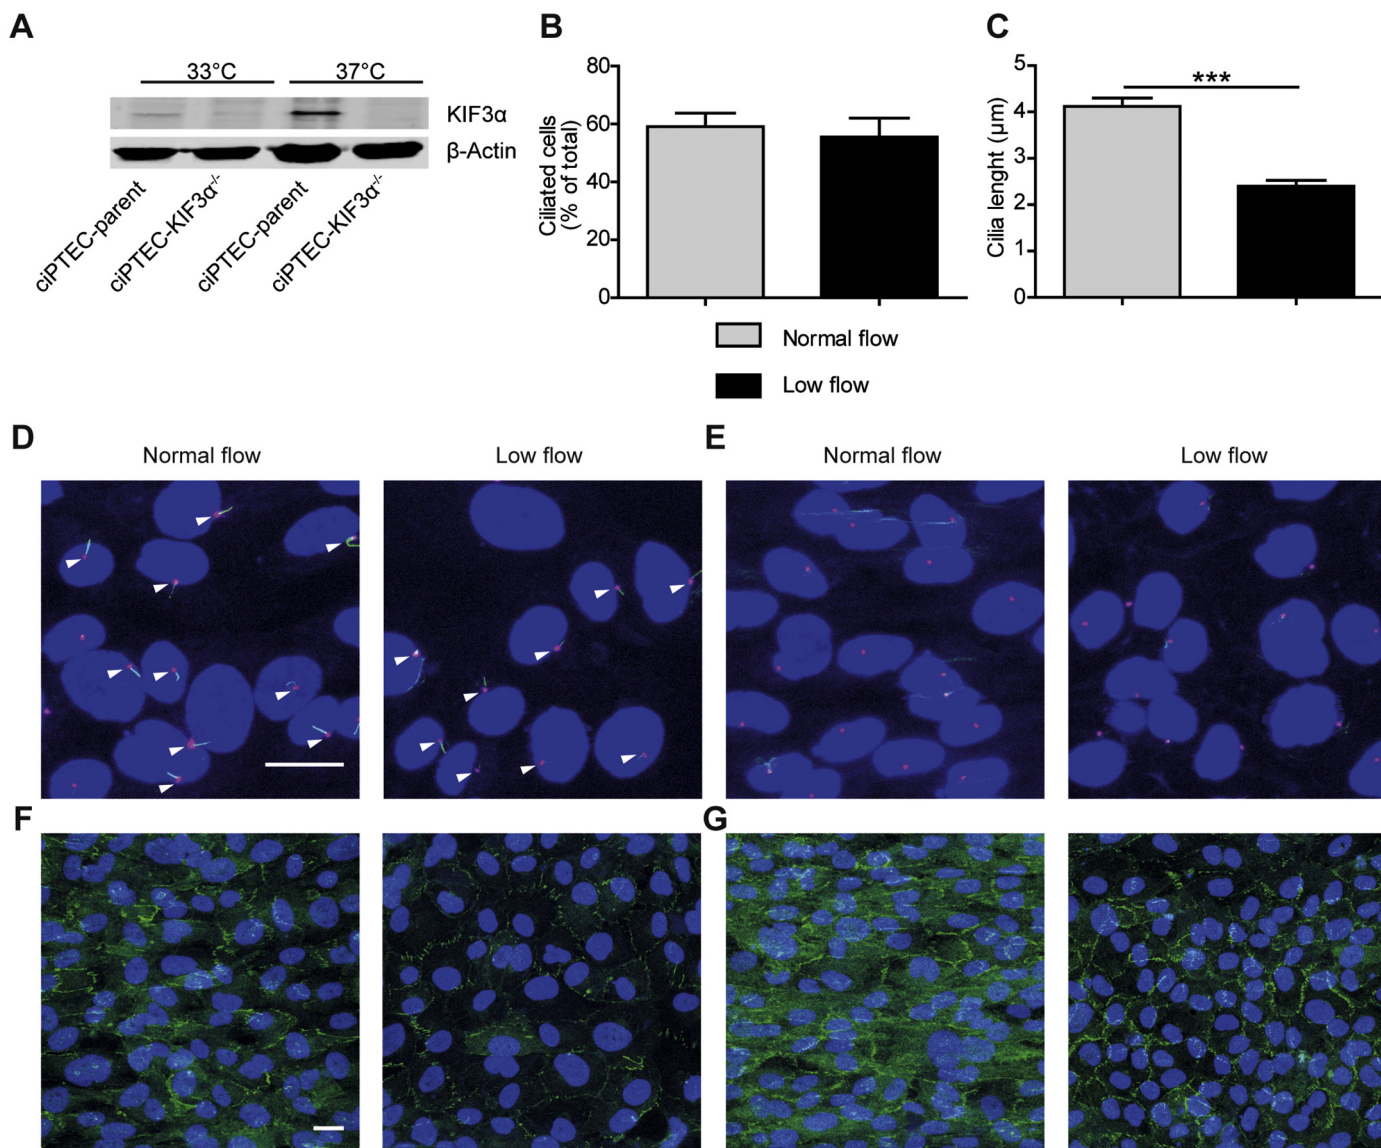 A
33°C 37°C
KIF3α
β-Actin
ciPTEC-parent
ciPTEC-KIF3α-/-
ciPTEC-parent
ciPTEC-KIF3α-/-
B
Ciliated cells
(% of total)
80
60
40
20
0
C
Cilia lenght (μm)
5
4
3
2
1
0
***
Normal flow
Low flow
D
Normal flow Low flow
E
Normal flow Low flow
F
G